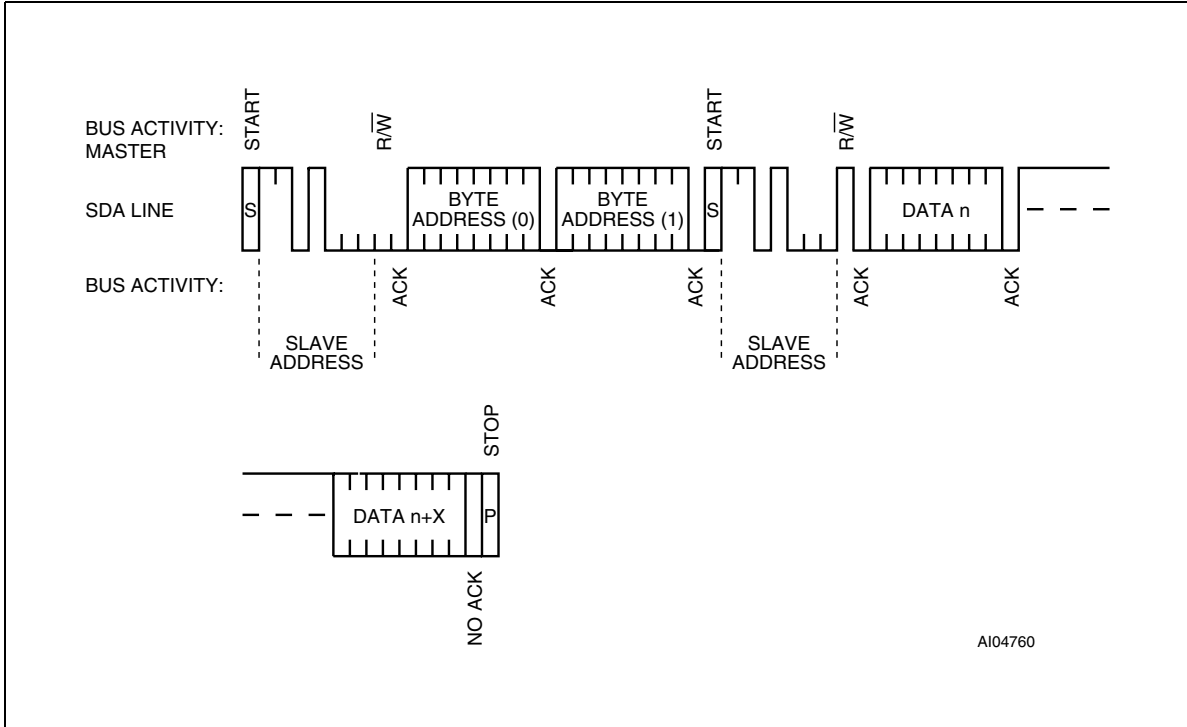 START
R/W
START
R/W
BUS ACTIVITY:
MASTER
SDA LINE
S
BYTE
ADDRESS (0)
BYTE
ADDRESS (1)
S
DATA n
BUS ACTIVITY:
ACK
ACK
ACK
ACK
ACK
SLAVE
ADDRESS
SLAVE
ADDRESS
STOP
DATA n+X
P
NO ACK
AI04760